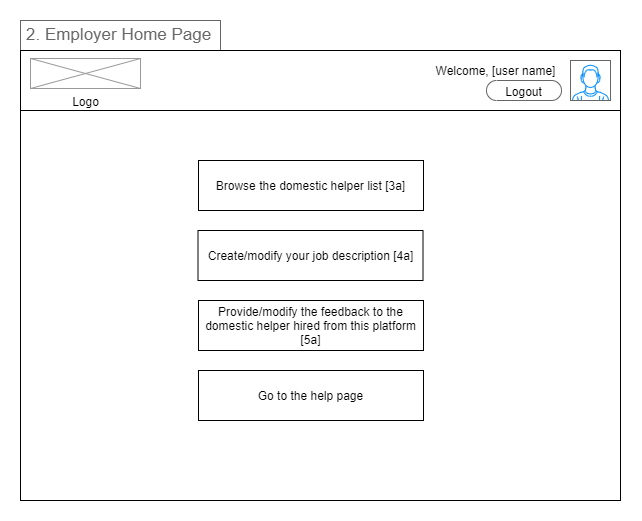 2. Employer Home Page
Welcome, [user name]
Logout
Logo
Browse the domestic helper list [3a]
Create/modify your job description [4a]
Provide/modify the feedback to the
domestic helper hired from this platform
[5a]
Go to the help page